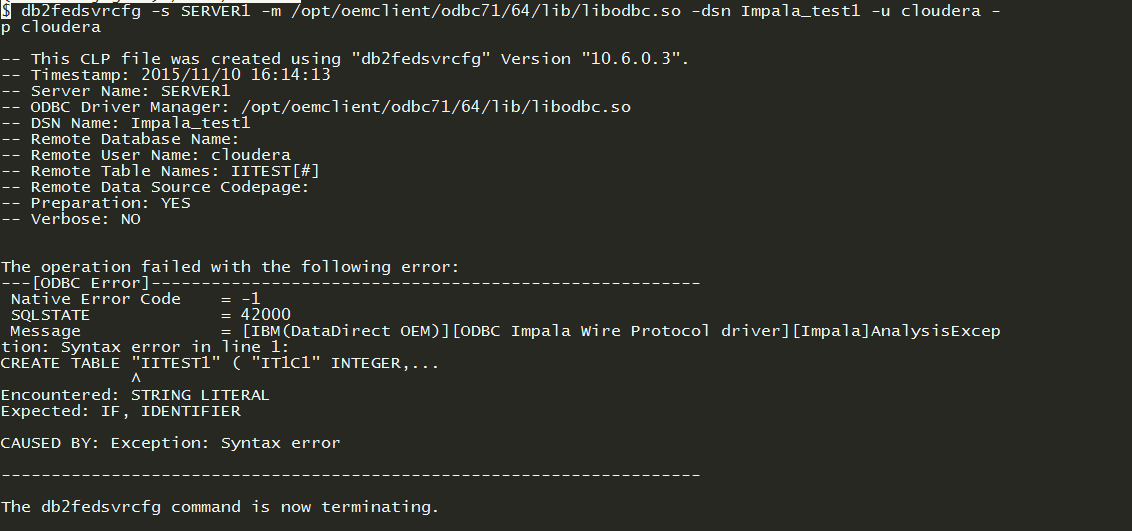 $ db2fedsvrcfg -s SERVER1 -m /opt/oemclient/odbc71/64/lib/libodbc.so -dsn Impala_test1 -u cloudera -
p cloudera
-- This CLP file was created using "db2fedsvrcfg" Version "10.6.0.3".
-- Timestamp: 2015/11/10 16:14:13
-- Server Name: SERVER1
-- ODBC Driver Manager: /opt/oemclient/odbc71/64/lib/libodbc.so
-- DSN Name: Impala_test1
-- Remote Database Name:
-- Remote User Name: cloudera
-- Remote Table Names: IITEST[#]
-- Remote Data Source Codepage:
-- Preparation: YES
-- Verbose: NO
The operation failed with the following error:
---[ODBC Error]-------------------------------------------------------
Native Error Code = -1
SQLSTATE = 42000
Message = [IBM(DataDirect OEM)][ODBC Impala Wire Protocol driver][Impala]AnalysisExcep
tion: Syntax error in line 1:
CREATE TABLE "IITEST1" ( "IT1C1" INTEGER,...
^
Encountered: STRING LITERAL
Expected: IF, IDENTIFIER
CAUSED BY: Exception: Syntax error
----------------------------------------------------------------------
The db2fedsvrcfg command is now terminating.